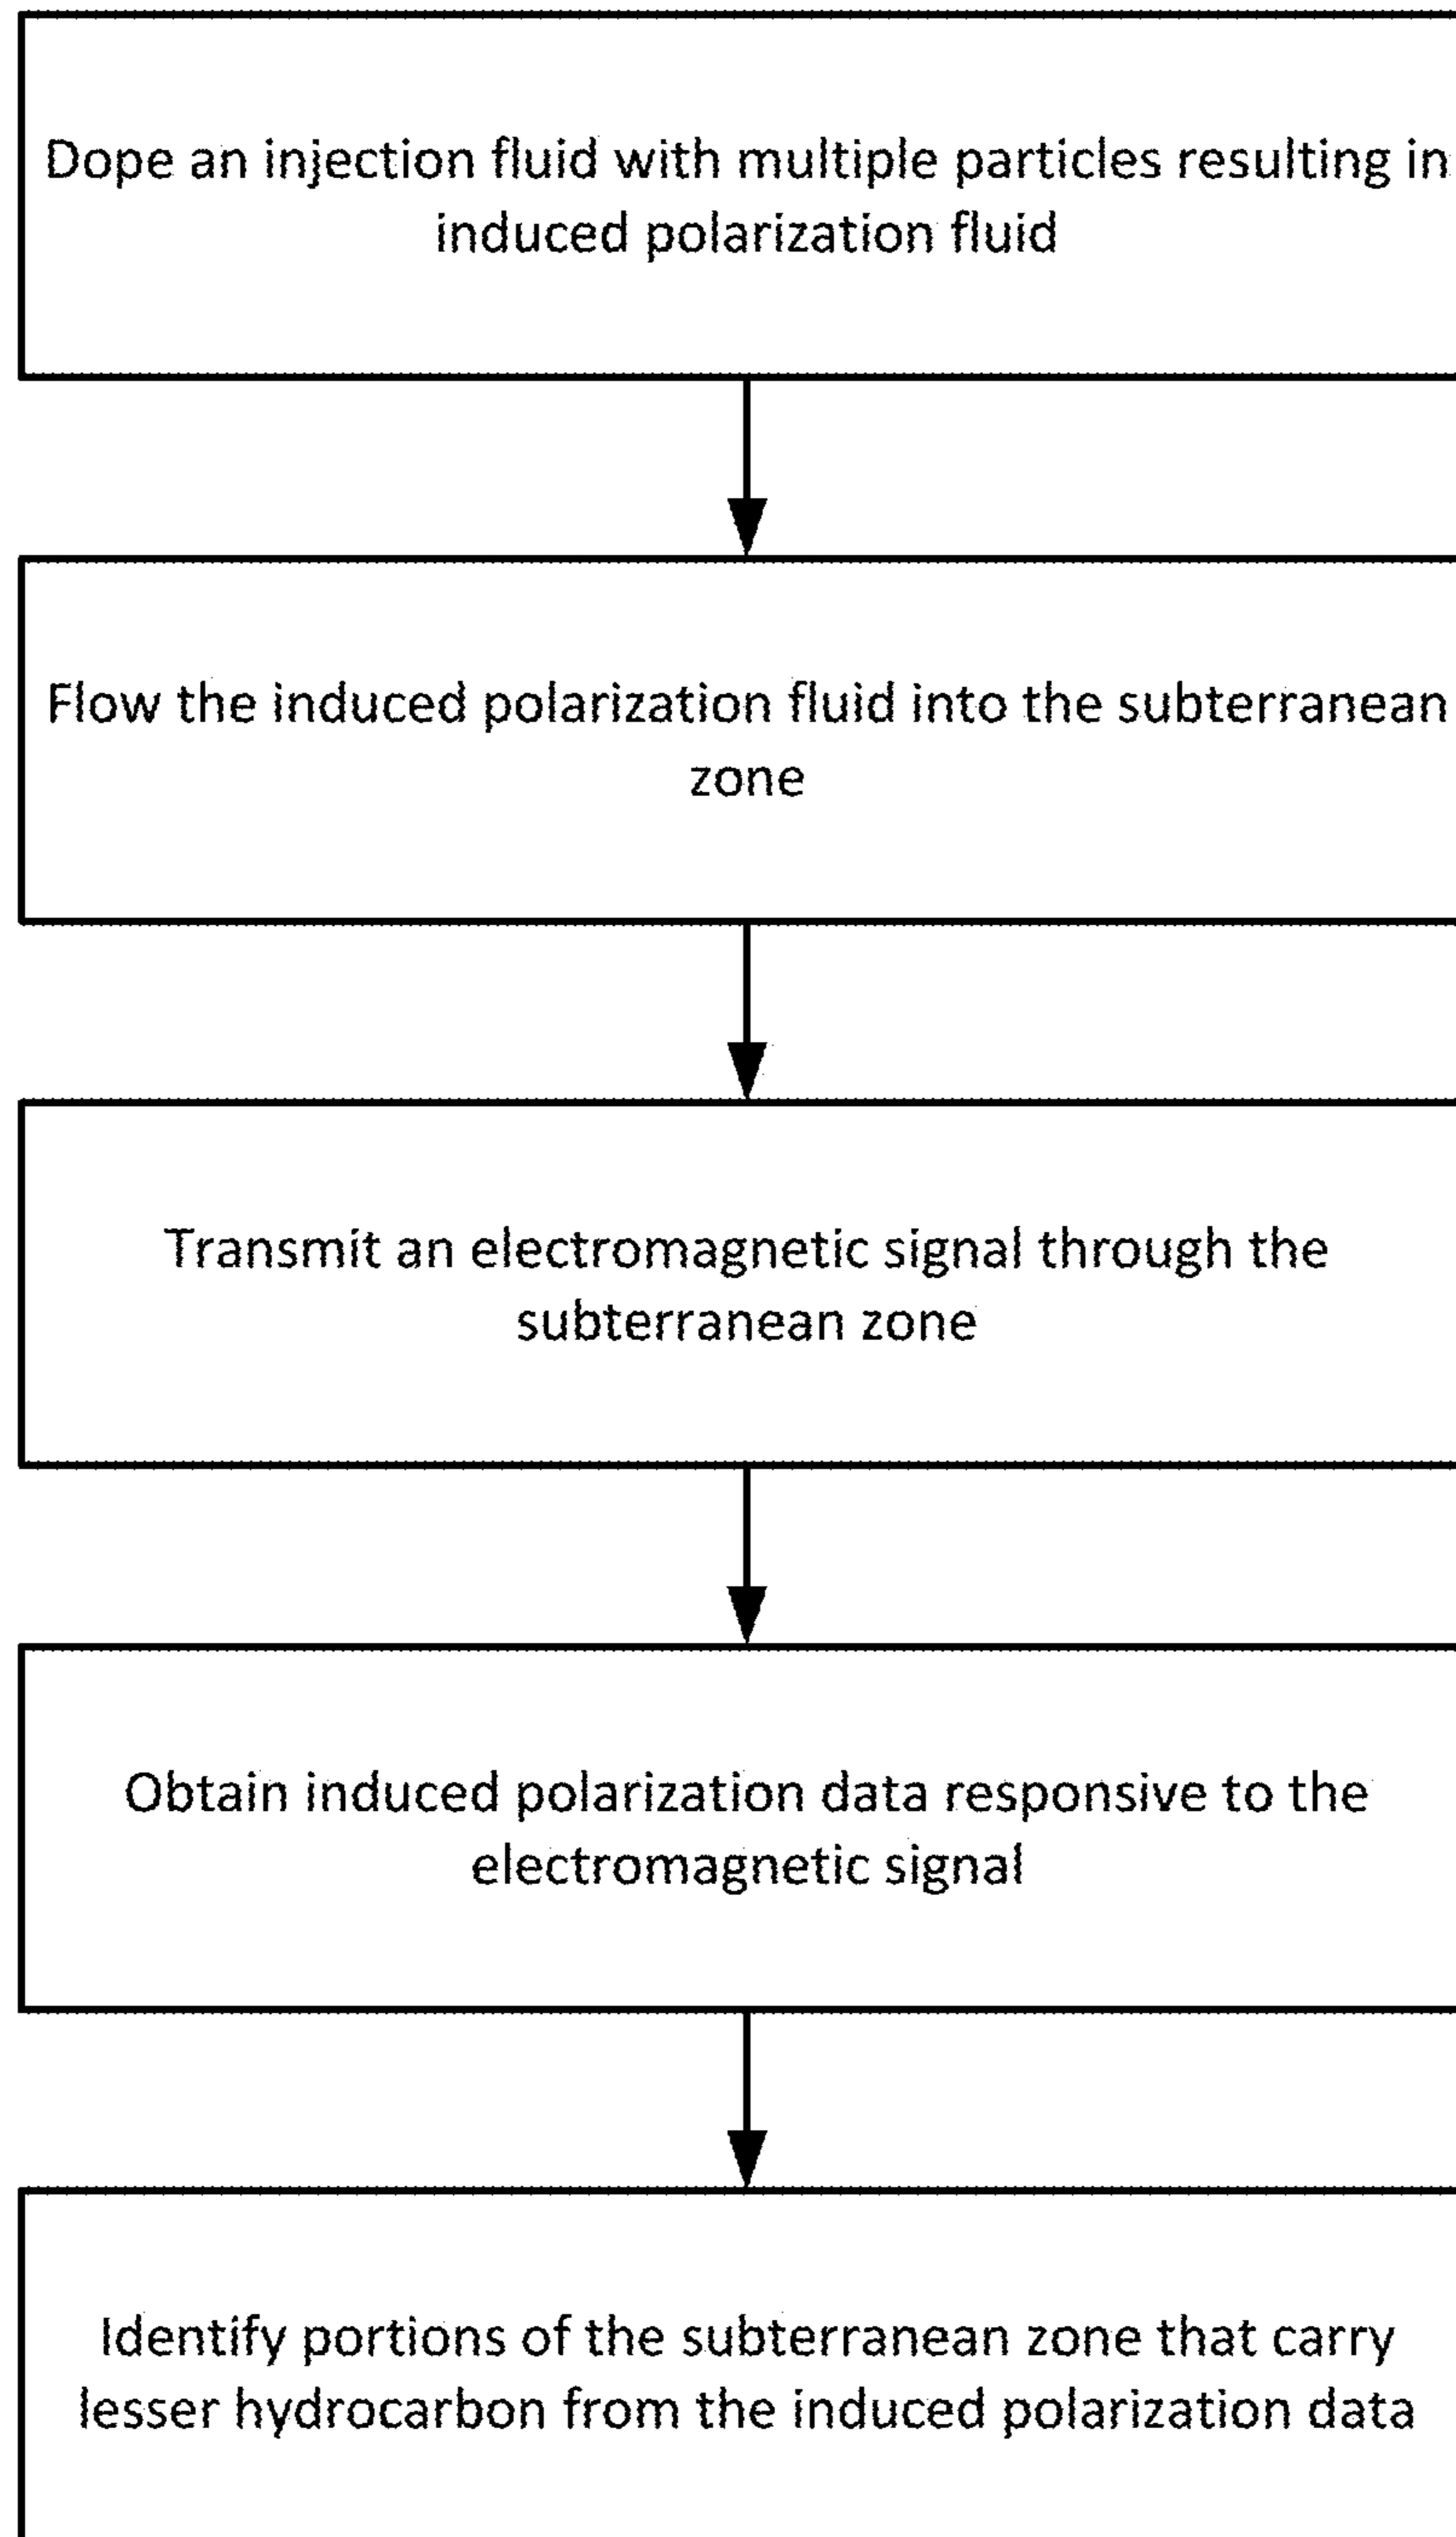 Dope an injection fluid with multiple particles resulting in
induced polarization fluid
Flow the induced polarization fluid into the subterranean
zone
Transmit an electromagnetic signal through the
subterranean zone
Obtain induced polarization data responsive to the
electromagnetic signal
Identify portions of the subterranean zone that carry
lesser hydrocarbon from the induced polarization data